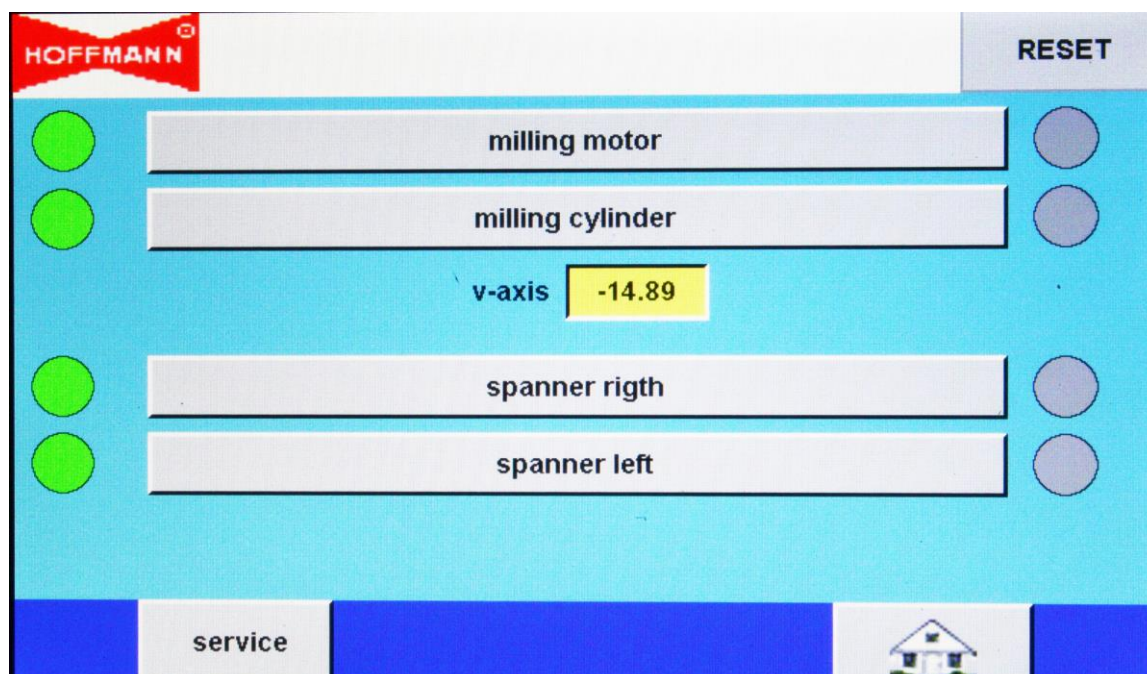 HOFFMANN
RESET
milling motor
milling cylinder
v-axis -14.89
spanner rigth
spanner left
service